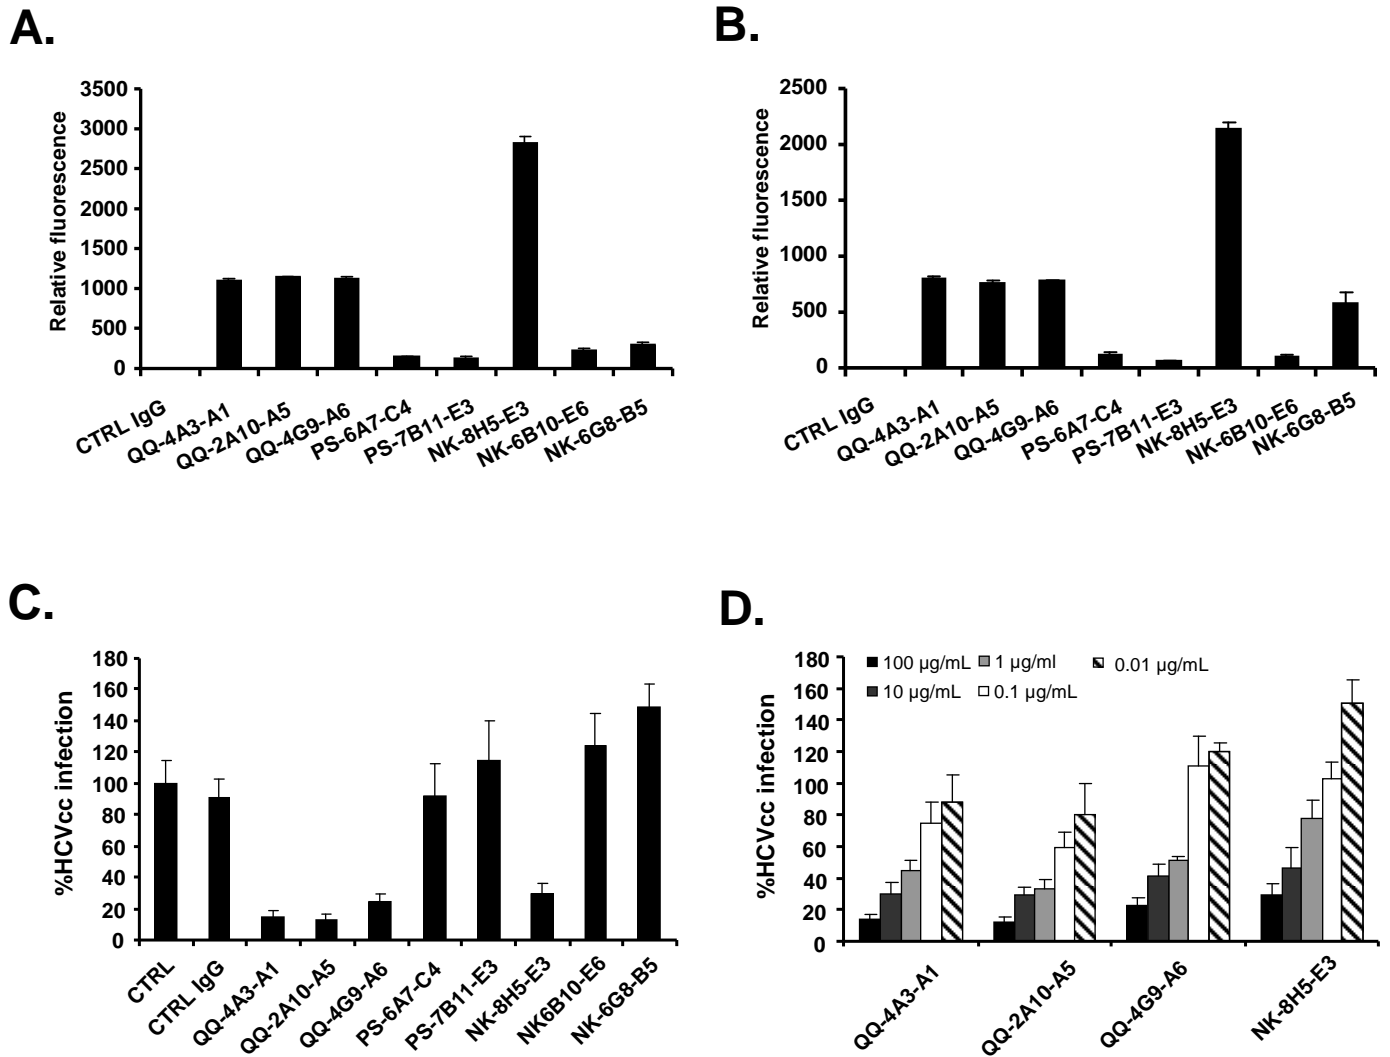 A.
3500
3000
2500
2000
1500
1000
500
0
Relative fluorescence
CTRL IgG
QQ-4A3-A1
QQ-2A10-A5
QQ-4G9-A6
PS-6A7-C4
PS-7B11-E3
NK-8H5-E3
NK-6B10-E6
NK-6G8-B5
B.
2500
2000
1500
1000
500
0
Relative fluorescence
CTRL IgG
QQ-4A3-A1
QQ-2A10-A5
QQ-4G9-A6
PS-6A7-C4
PS-7B11-E3
NK-8H5-E3
NK-6B10-E6
NK-6G8-B5
C.
180
160
140
120
100
80
60
40
20
0
%HCVcc infection
CTRL
CTRL IgG
QQ-4A3-A1
QQ-2A10-A5
QQ-4G9-A6
PS-6A7-C4
PS-7B11-E3
NK-8H5-E3
NK6B10-E6
NK-6G8-B5
D.
180
160
140
120
100
80
60
40
20
0
%HCVcc infection
100 µg/mL 1 µg/ml 0.01 µg/mL
10 µg/mL 0.1 µg/mL
QQ-4A3-A1
QQ-2A10-A5
QQ-4G9-A6
NK-8H5-E3